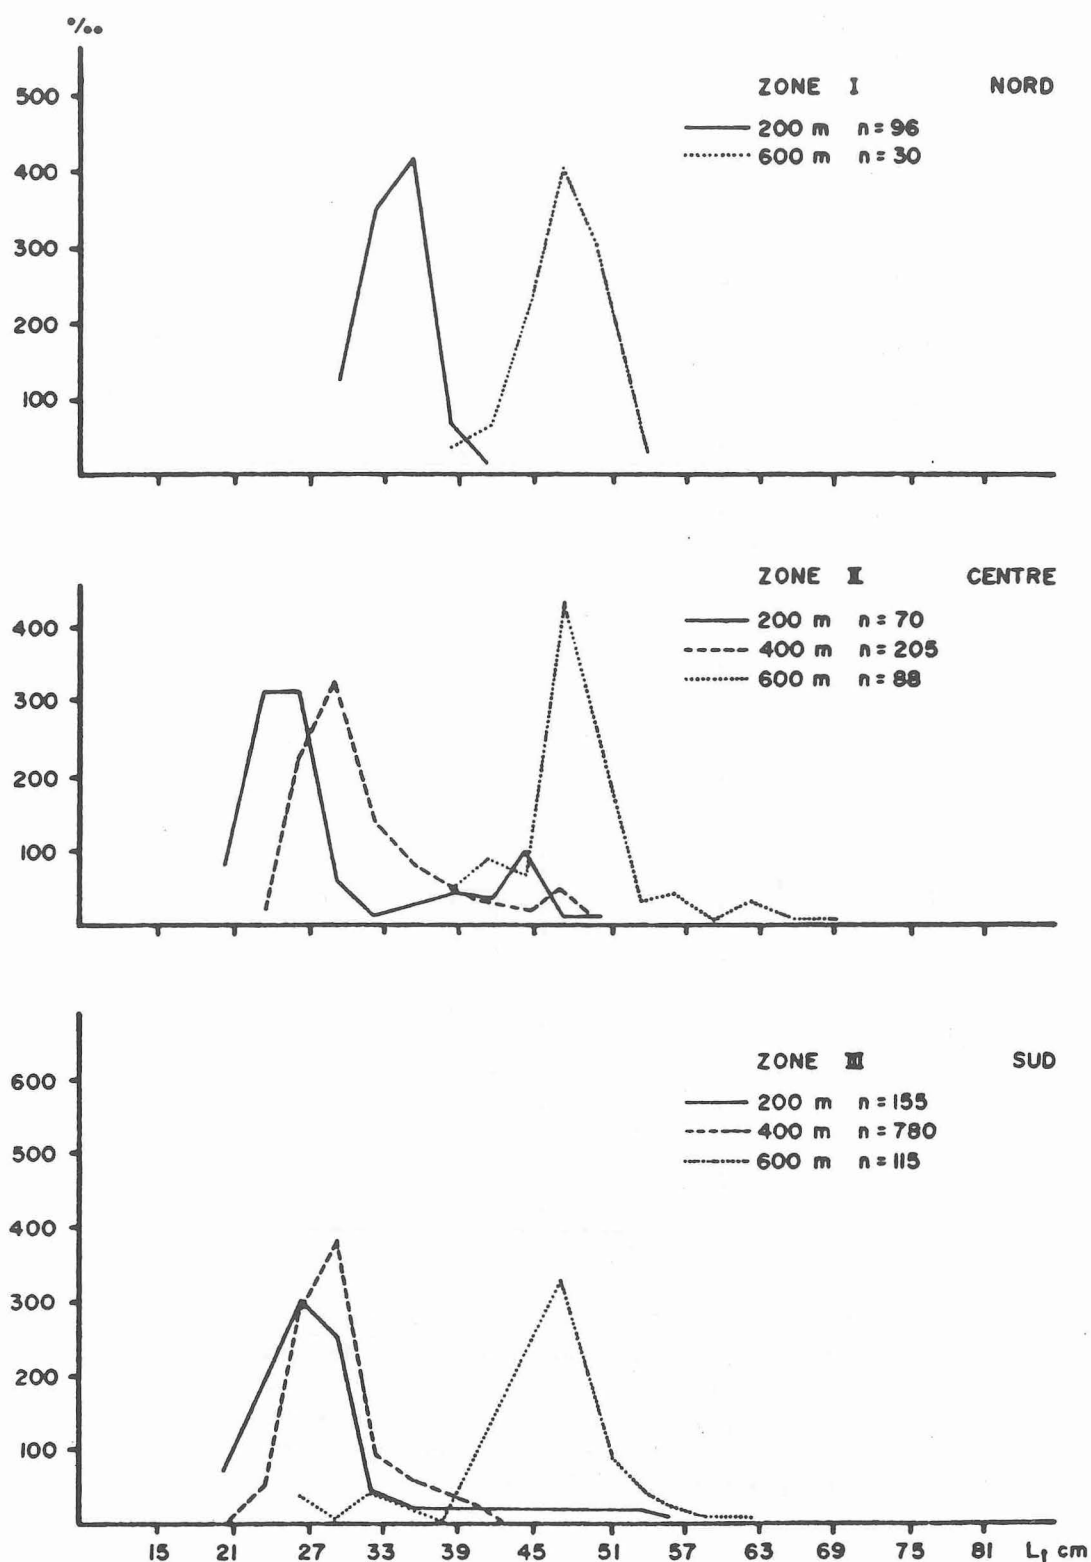 °/∞
ZONE I NORD
200 m n=96
600 m n=30
500
400
300
200
100
ZONE II CENTRE
200 m n=70
400 m n=205
600 m n=88
400
300
200
100
ZONE III SUD
200 m n=155
400 m n=780
600 m n=115
600
500
400
300
200
100
15 21 27 33 39 45 51 57 63 69 75 81 Lt cm